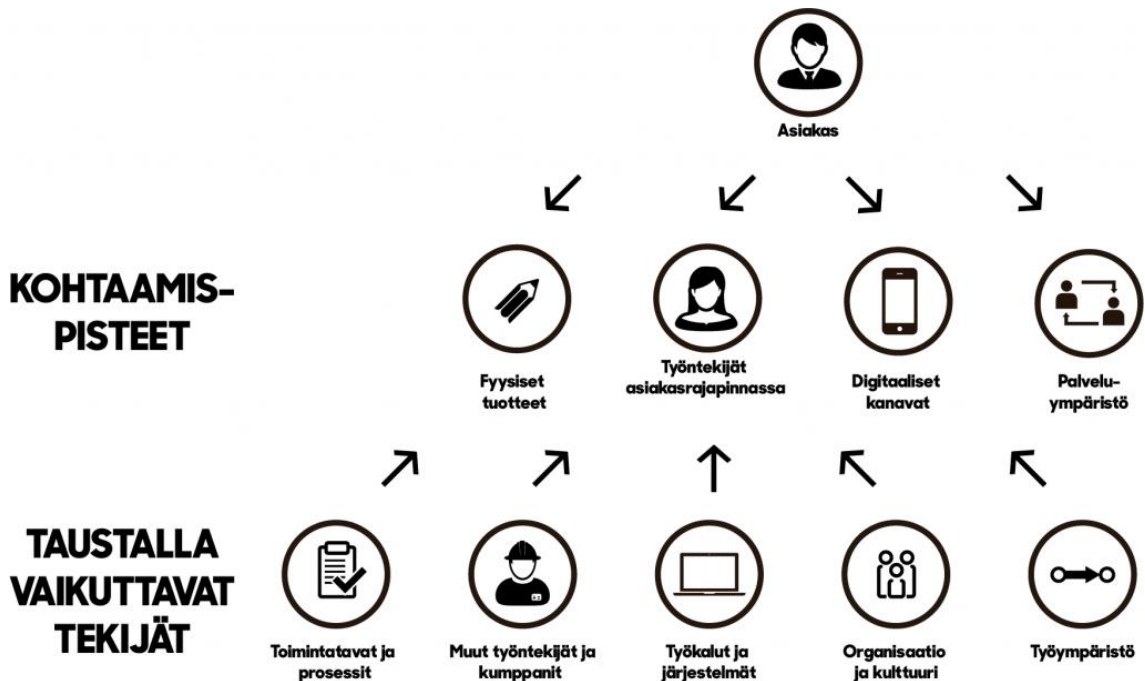 Asiakas
KOHTAAMIS-
PISTEET
Fyysiset
tuotteet
Työntekijät
asiakasrajapinnassa
Digitaaliset
kanavat
Palvelu-
ympäristö
TAUSTALLA
VAIKUTTAVAT
TEKIJÄT
Toimintatavat ja
prosessit
Muut työntekijät ja
kumppanit
Työkalut ja
järjestelmät
Organisaatio
ja kulttuuri
Työympäristö